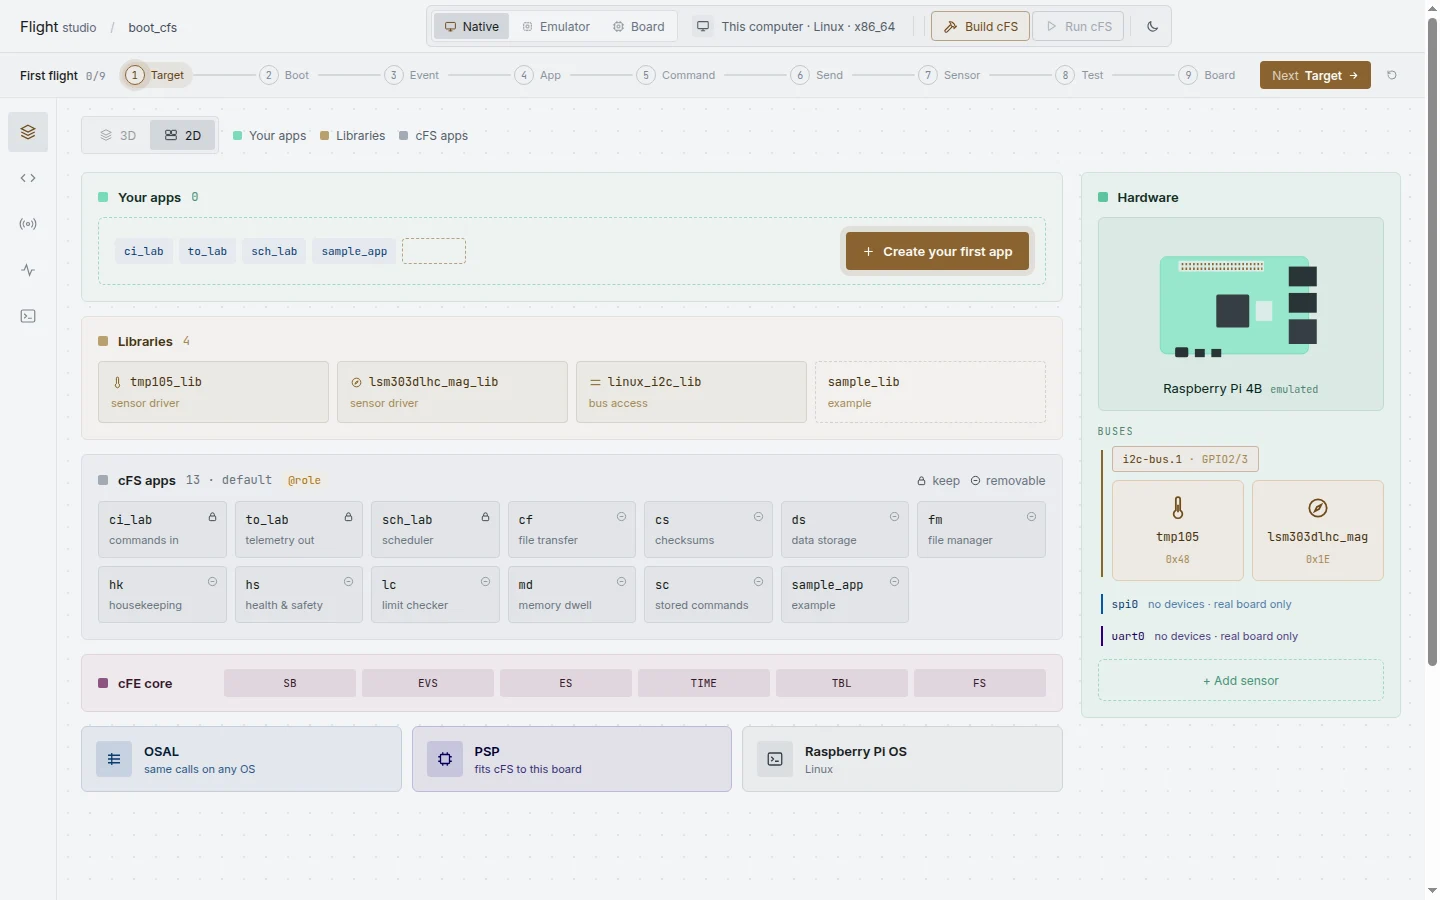 Flight studio / boot_cfs
Native Emulator Board This computer · Linux · x86_64 Build cFS Run cFS
First flight 0/9 1 Target 2 Boot 3 Event 4 App 5 Command 6 Send 7 Sensor 8 Test 9 Board Next Target →
3D 2D Your apps Libraries cFS apps
Your apps 0
ci_lab to_lab sch_lab sample_app
+ Create your first app
Libraries 4
tmp105_lib
sensor driver
lsm303dlhc_mag_lib
sensor driver
linux_i2c_lib
bus access
sample_lib
example
cFS apps 13 · default @role
keep removable
ci_lab
commands in
to_lab
telemetry out
sch_lab
scheduler
cf
file transfer
cs
checksums
ds
data storage
fm
file manager
hk
housekeeping
hs
health & safety
lc
limit checker
md
memory dwell
sc
stored commands
sample_app
example
cFE core SB EVS ES TIME TBL FS
OSAL
same calls on any OS
PSP
fits cFS to this board
Raspberry Pi OS
Linux
Hardware
Raspberry Pi 4B emulated
BUSES
i2c-bus.1 · GPIO2/3
tmp105
0x48
lsm303dlhc_mag
0x1E
spi0 no devices · real board only
uart0 no devices · real board only
+ Add sensor